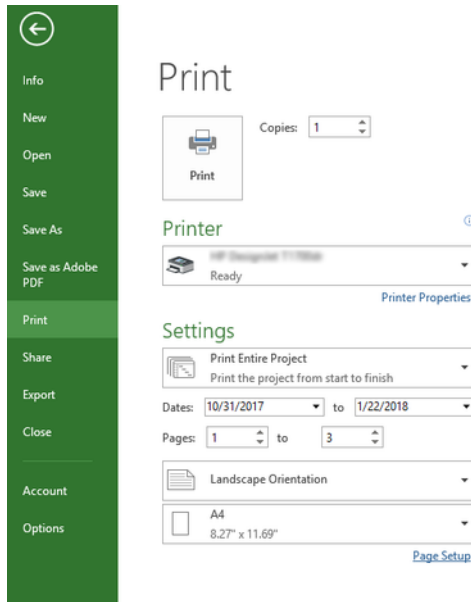 Info
New
Open
Save
Save As
Save as Adobe
PDF
Print
Share
Export
Close
Account
Options
Print
Print
Copies: 1
Printer
Ready
Printer Properties
Settings
Print Entire Project
Print the project from start to finish
Dates: 10/31/2017 to 1/22/2018
Pages: 1 to 3
Landscape Orientation
A4
8.27" x 11.69"
Page Setup